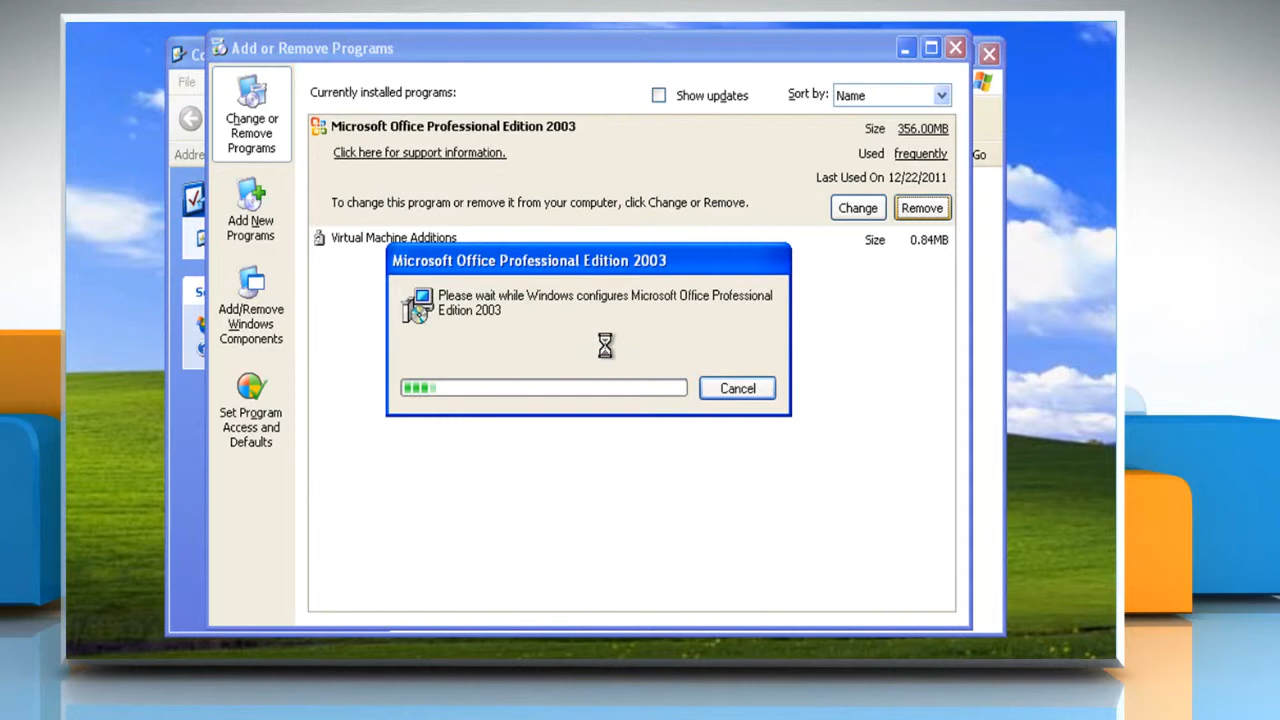 Co
Add or Remove Programs
File
Addre
Go
Se
Change or
Remove
Programs
Add New
Programs
Add/Remove
Windows
Components
Set Program
Access and
Defaults
Currently installed programs:
Show updates
Sort by:
Name
Microsoft Office Professional Edition 2003
Size 356.00MB
Click here for support information.
Used frequently
Last Used On 12/22/2011
To change this program or remove it from your computer, click Change or Remove.
Change
Remove
Virtual Machine Additions
Size 0.84MB
Microsoft Office Professional Edition 2003
Please wait while Windows configures Microsoft Office Professional
Edition 2003
Cancel